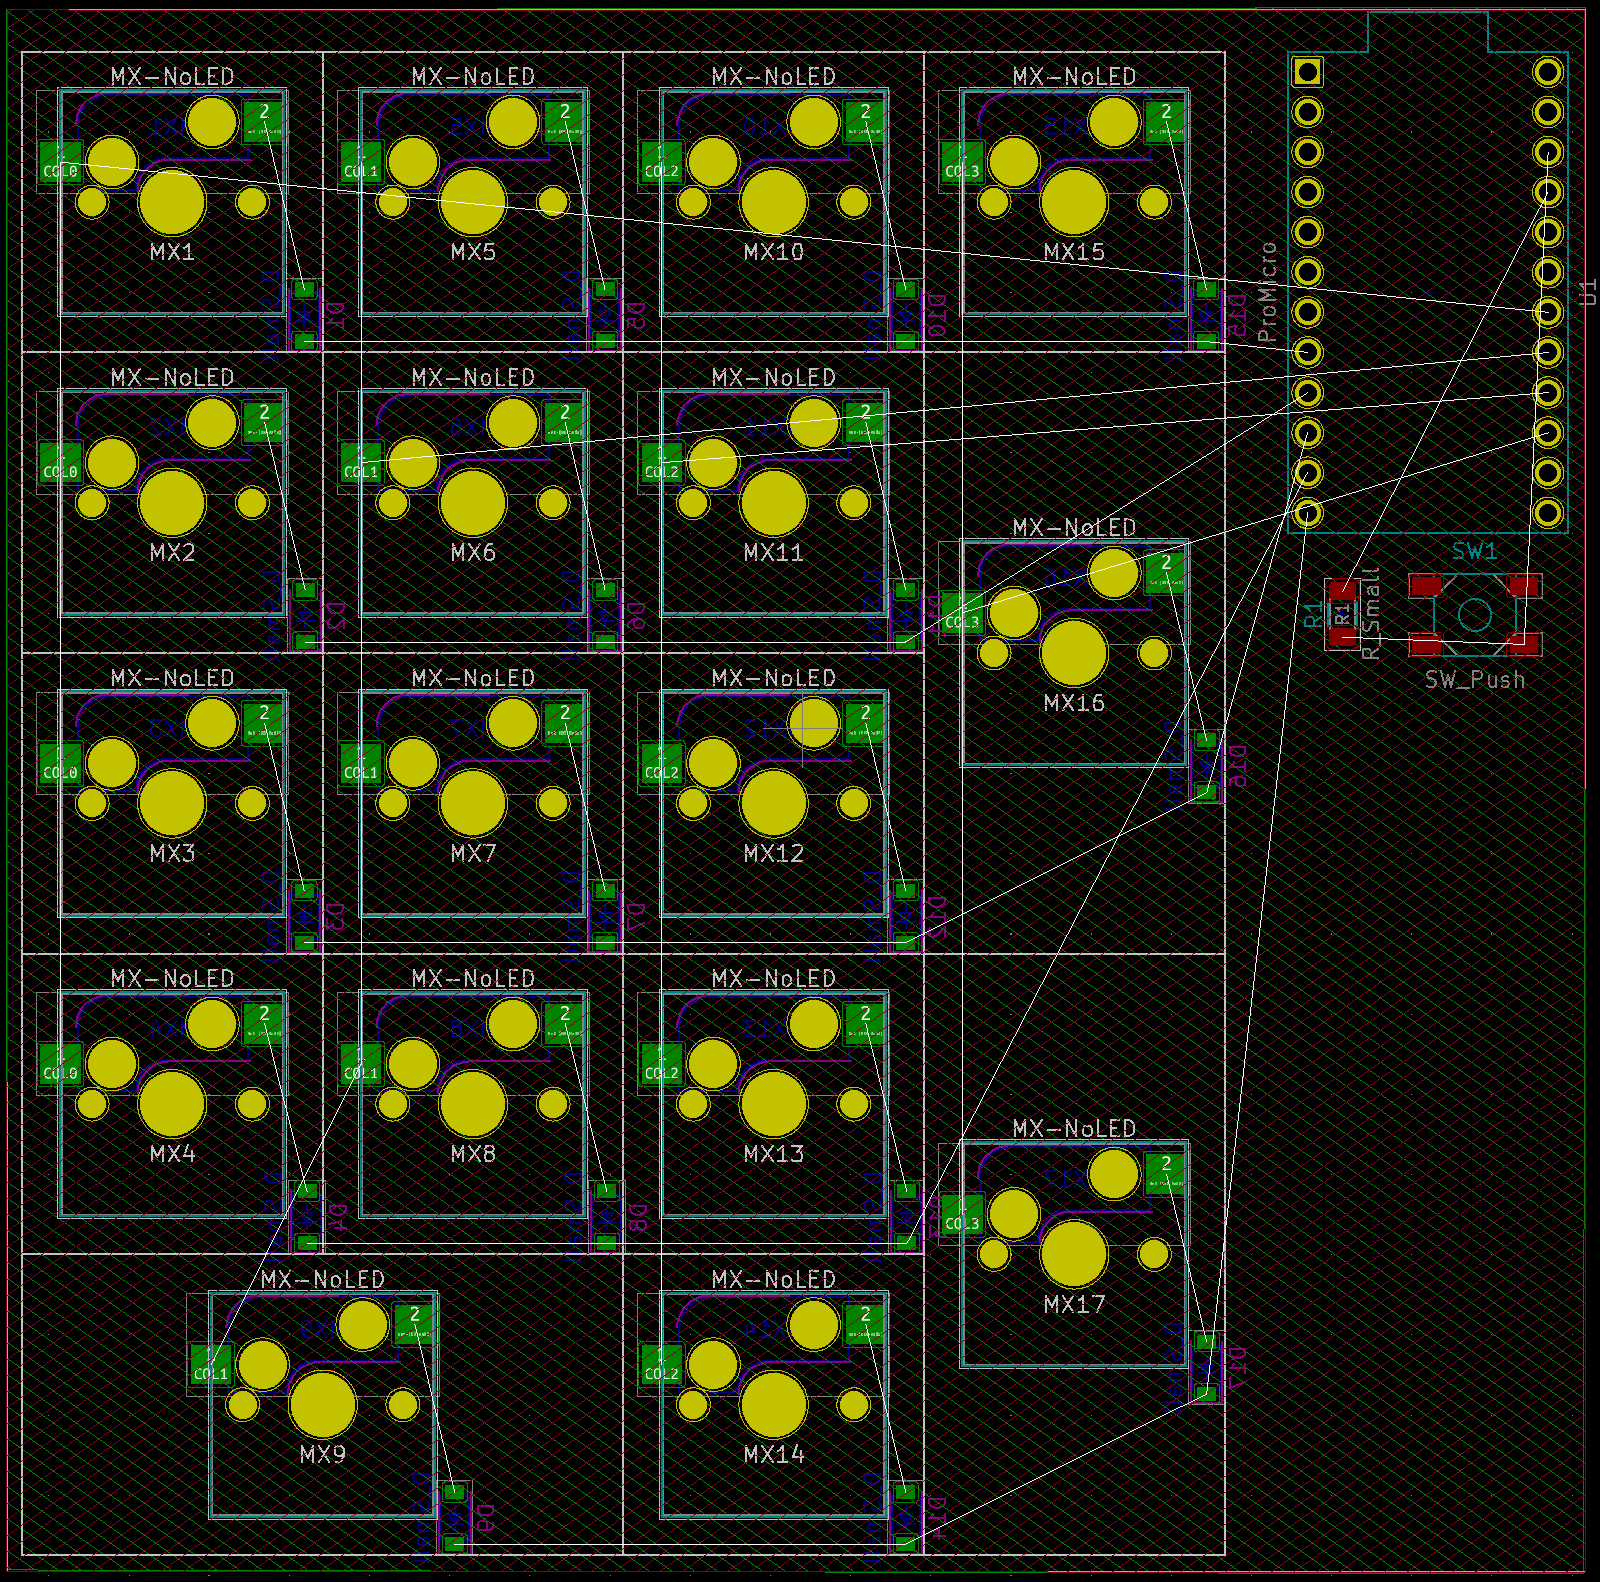 MX-NoLED MX-NoLED MX-NoLED MX-NoLED
2 2 2 2
COL0 COL1 COL2 COL3
MX1 MX5 MX10 MX15
D1 D5 D10 D15
ProMicro
U1
MX-NoLED MX-NoLED MX-NoLED
2 2 2
COL0 COL1 COL2
MX2 MX6 MX11
D2 D6
MX-NoLED
2
COL3
MX16
D16
SW1
R1
R1
R_Small
SW_Push
MX-NoLED MX-NoLED MX-NoLED
2 2 2
COL0 COL1 COL2
MX3 MX7 MX12
D3 D7 D12
MX-NoLED MX-NoLED MX-NoLED
2 2 2
COL0 COL1 COL2
MX4 MX8 MX13
D4 D8
MX-NoLED
2
COL3
MX17
D17
MX-NoLED MX-NoLED
2 2
COL1 COL2
MX9 MX14
D9 D14